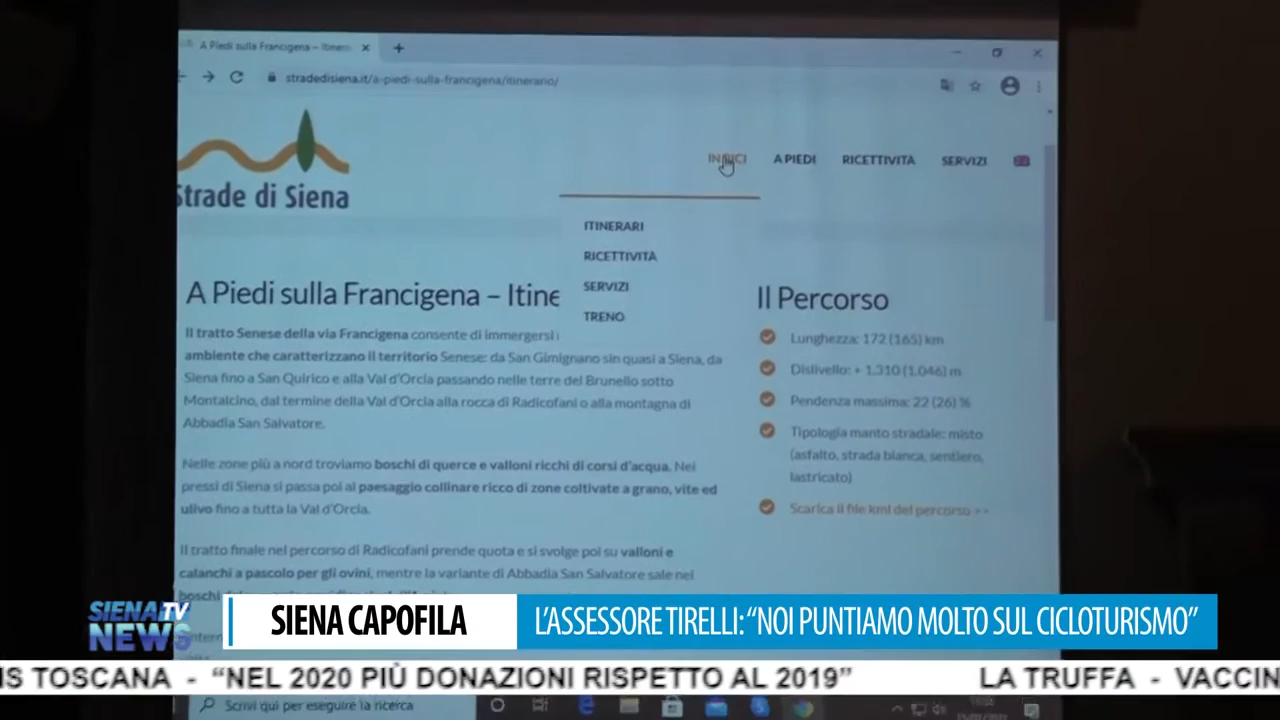 A Piedi sulla Francigena – Itiner
stradedisiena.it/a-piedi-sulla-francigena/itinerario/
INDICI A PIEDI RICETTIVITÀ SERVIZI
Strade di Siena
ITINERARI
RICETTIVITÀ
SERVIZI
TRENO
A Piedi sulla Francigena – Itine
Il tratto Senese della via Francigena consente di immergersi
ambiente che caratterizzano il territorio Senese: da San Gimignano sin quasi a Siena, da
Siena fino a San Quirico e alla Val d'Orcia passando nelle terre del Brunello sotto
Montalcino, dal termine della Val d'Orcia alla rocca di Radicofani o alla montagna di
Abbadia San Salvatore.
Nelle zone più a nord troviamo boschi di querce e valloni ricchi di corsi d'acqua. Nei
pressi di Siena si passa poi al paesaggio collinare ricco di zone coltivate a grano, vite ed
ulivo fino a tutta la Val d'Orcia.
Il tratto finale nel percorso di Radicofani prende quota e si svolge poi su valloni e
calanchi a pascolo per gli ovini, mentre la variante di Abbadia San Salvatore sale nei
boschi
Il Percorso
Lunghezza: 172 (165) km
Dislivello: + 1.310 (1.046) m
Pendenza massima: 22 (26) %
Tipologia manto stradale: misto
(asfalto, strada bianca, sentiero,
lastricato)
Scarica il file kml del percorso >>
SIENA TV
NEWS
SIENA CAPOFILA
L'ASSESSORE TIRELLI: “NOI PUNTIAMO MOLTO SUL CICLOTURISMO”
IS TOSCANA - “NEL 2020 PIÙ DONAZIONI RISPETTO AL 2019” LA TRUFFA - VACCIN
Scrivi qui per eseguire la ricerca